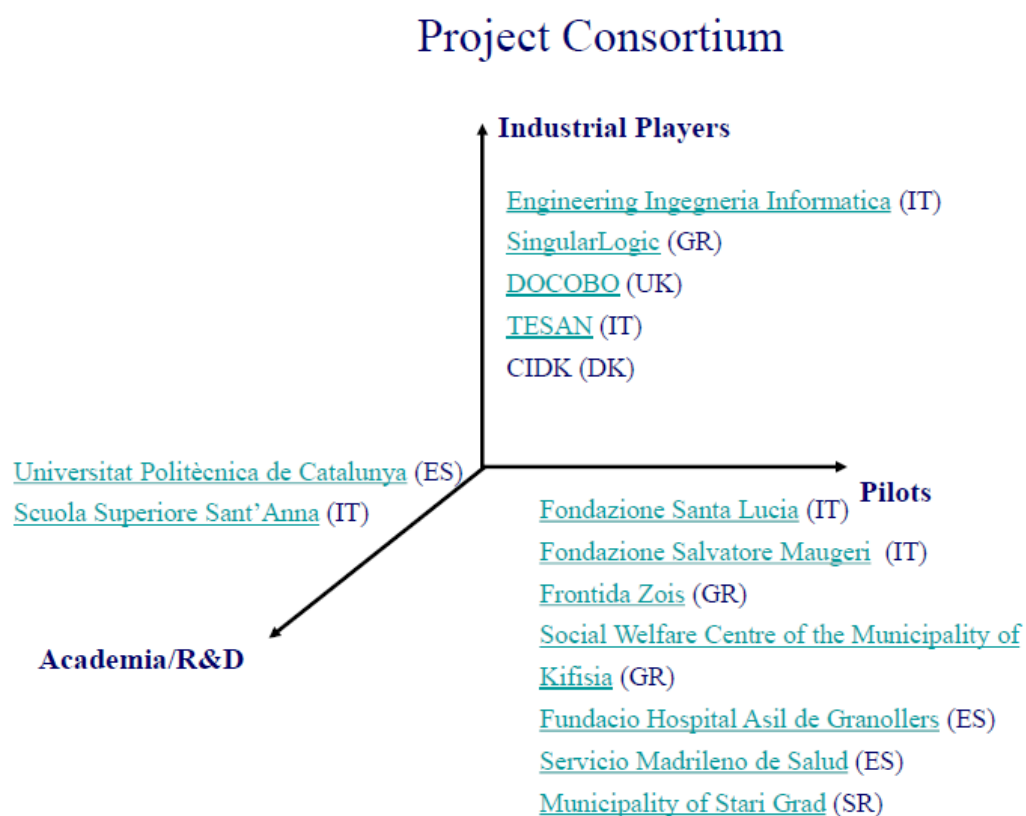 Project Consortium
Industrial Players
Engineering Ingegneria Informatica (IT)
SingularLogic (GR)
DOCOBO (UK)
TESAN (IT)
CIDK (DK)
Universitat Politècnica de Catalunya (ES)
Scuola Superiore Sant’Anna (IT)
Academia/R&D
Pilots
Fondazione Santa Lucia (IT)
Fondazione Salvatore Maugeri (IT)
Frontida Zois (GR)
Social Welfare Centre of the Municipality of
Kifisia (GR)
Fundacio Hospital Asil de Granollers (ES)
Servicio Madrileno de Salud (ES)
Municipality of Stari Grad (SR)